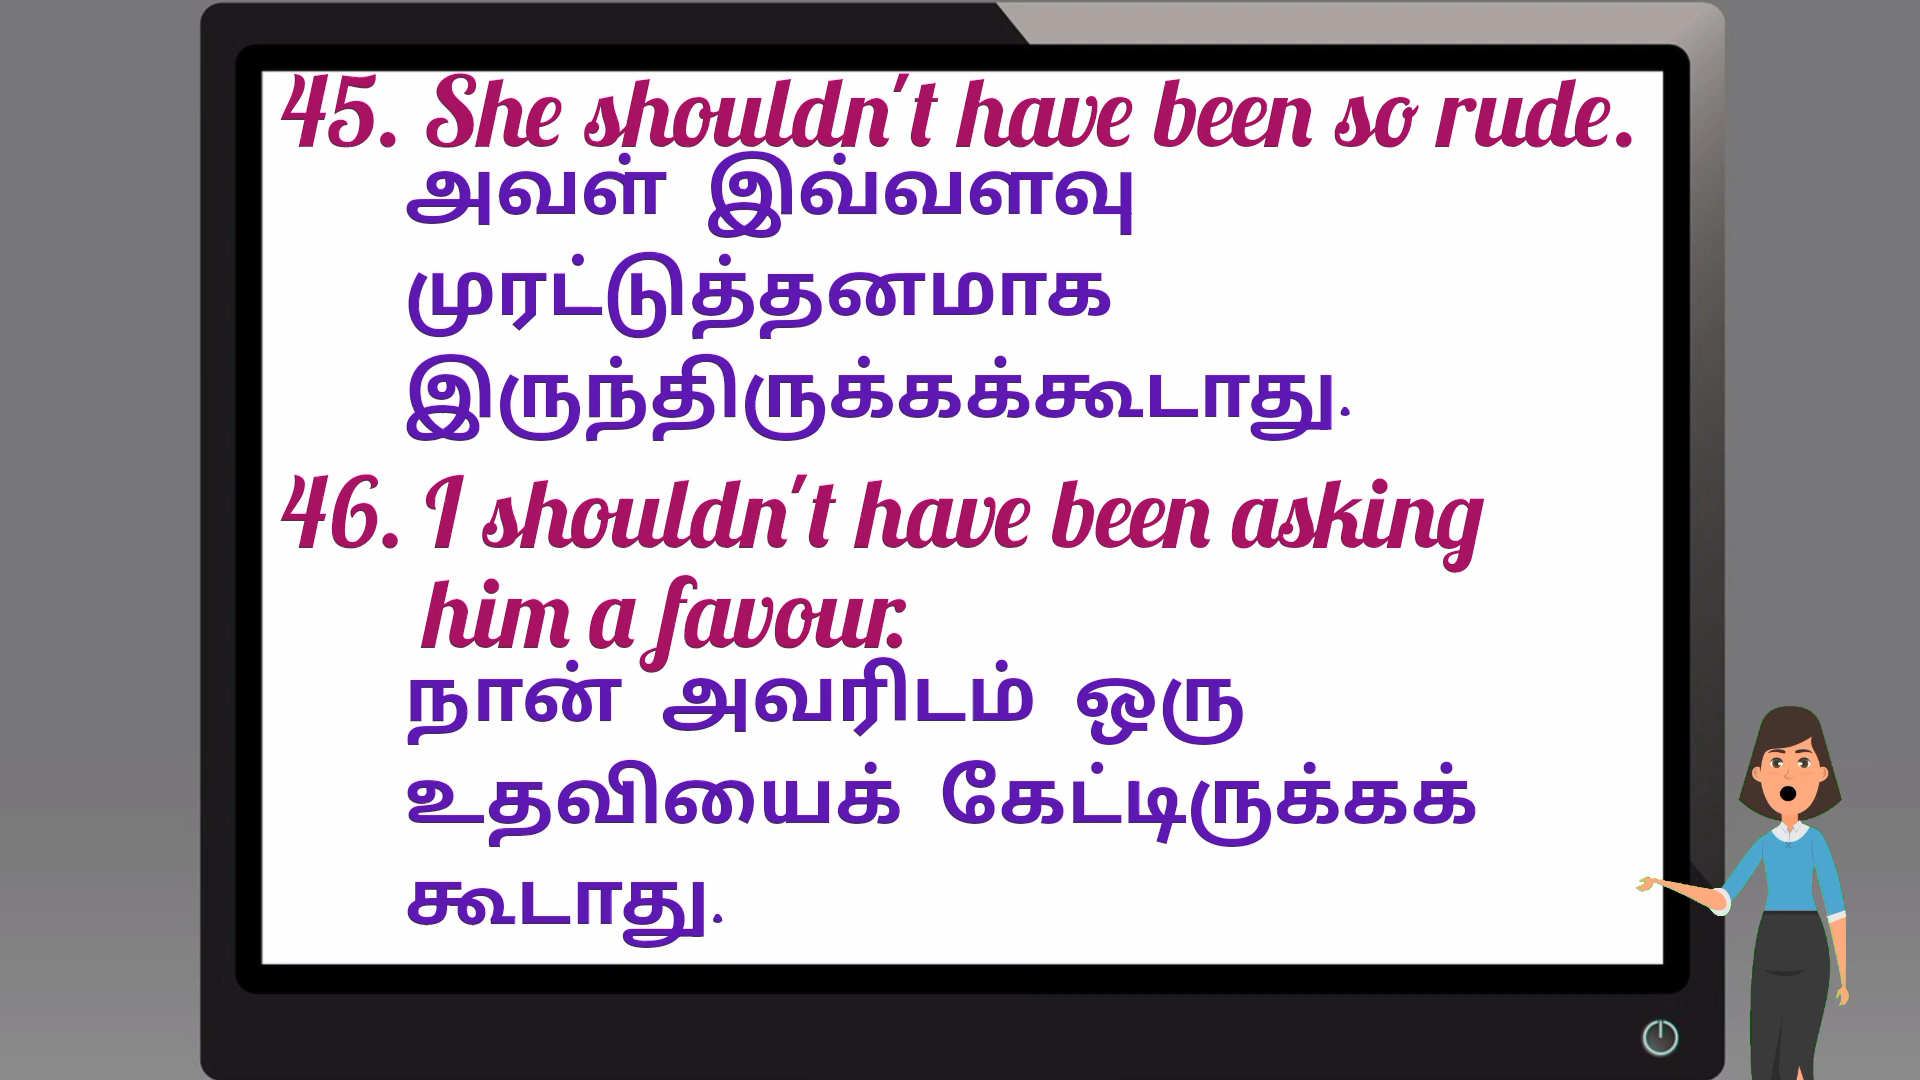 45. She shouldn't have been so rude.
அவள் இவ்வளவு
முரட்டுத்தனமாக
இருந்திருக்கக்கூடாது.
46. I shouldn't have been asking
him a favour.
நான் அவரிடம் ஒரு
உதவியைக் கேட்டிருக்கக்
கூடாது.